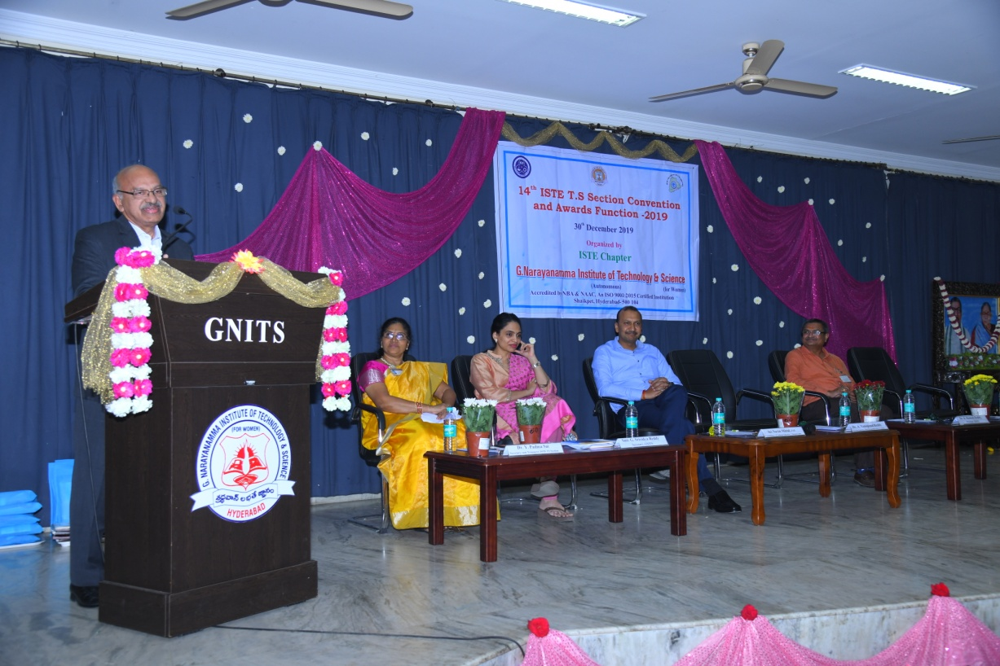 14th ISTE T.S Section Convention
and Awards Function -2019
30th December 2019
Organized by
ISTE Chapter
G.Narayanamma Institute of Technology & Science
(Autonomous) (for Women)
Accredited by NBA & NAAC, An ISO 9001:2015 Certified Institution
Shaikpet, Hyderabad- 500 104
GNITS
G. NARAYANAMMA INSTITUTE OF TECHNOLOGY & SCIENCE
(FOR WOMEN)
श्रद्धावान् लभते ज्ञानं
HYDERABAD